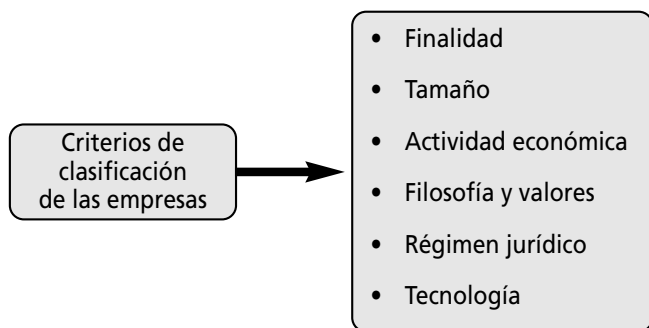 Criterios de
clasificación
de las empresas
• Finalidad
• Tamaño
• Actividad económica
• Filosofía y valores
• Régimen jurídico
• Tecnología